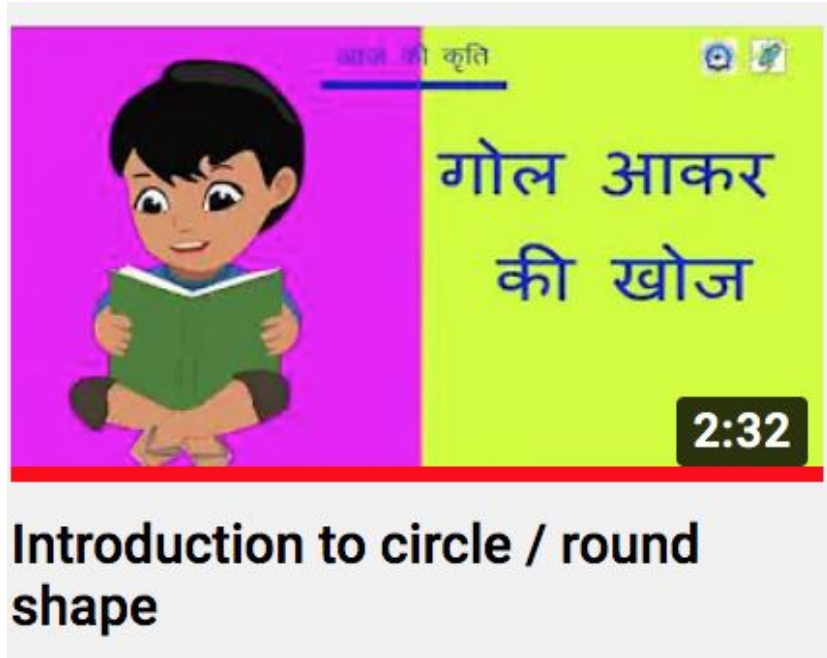 आज की कृति
गोल आकर
की खोज
2:32
Introduction to circle / round
shape